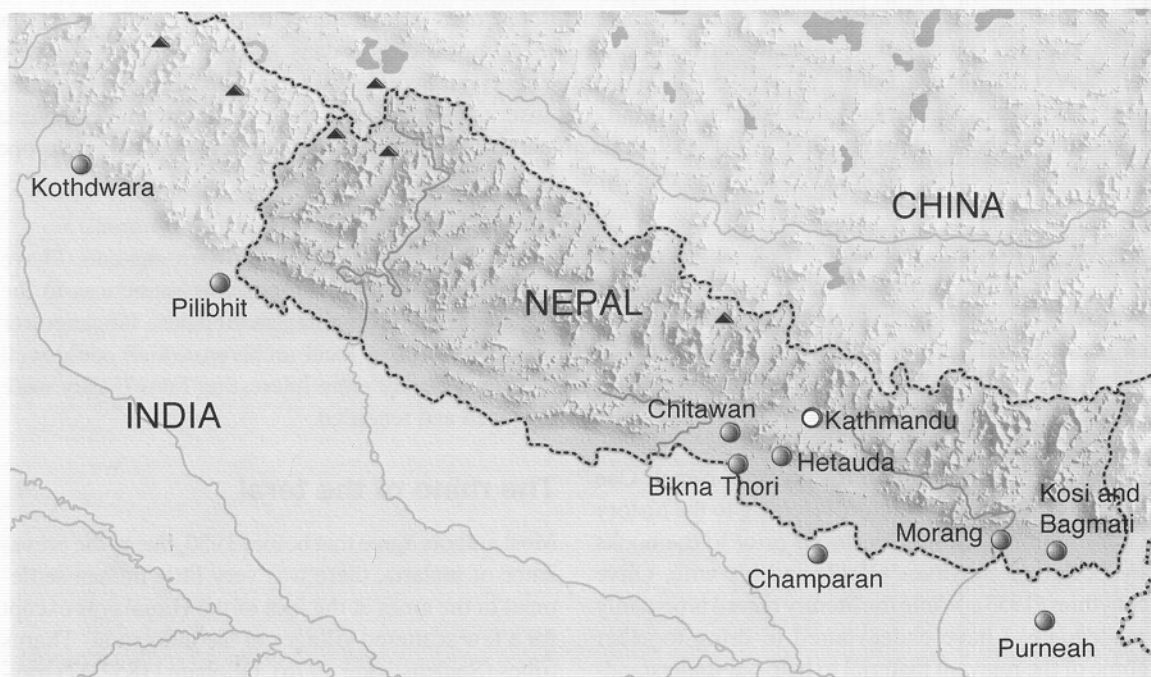 Kothdwara
CHINA
Pilibhit
NEPAL
INDIA
Chitawan
Kathmandu
Hetauda
Bikna Thori
Kosi and
Bagmati
Morang
Champaran
Purneah